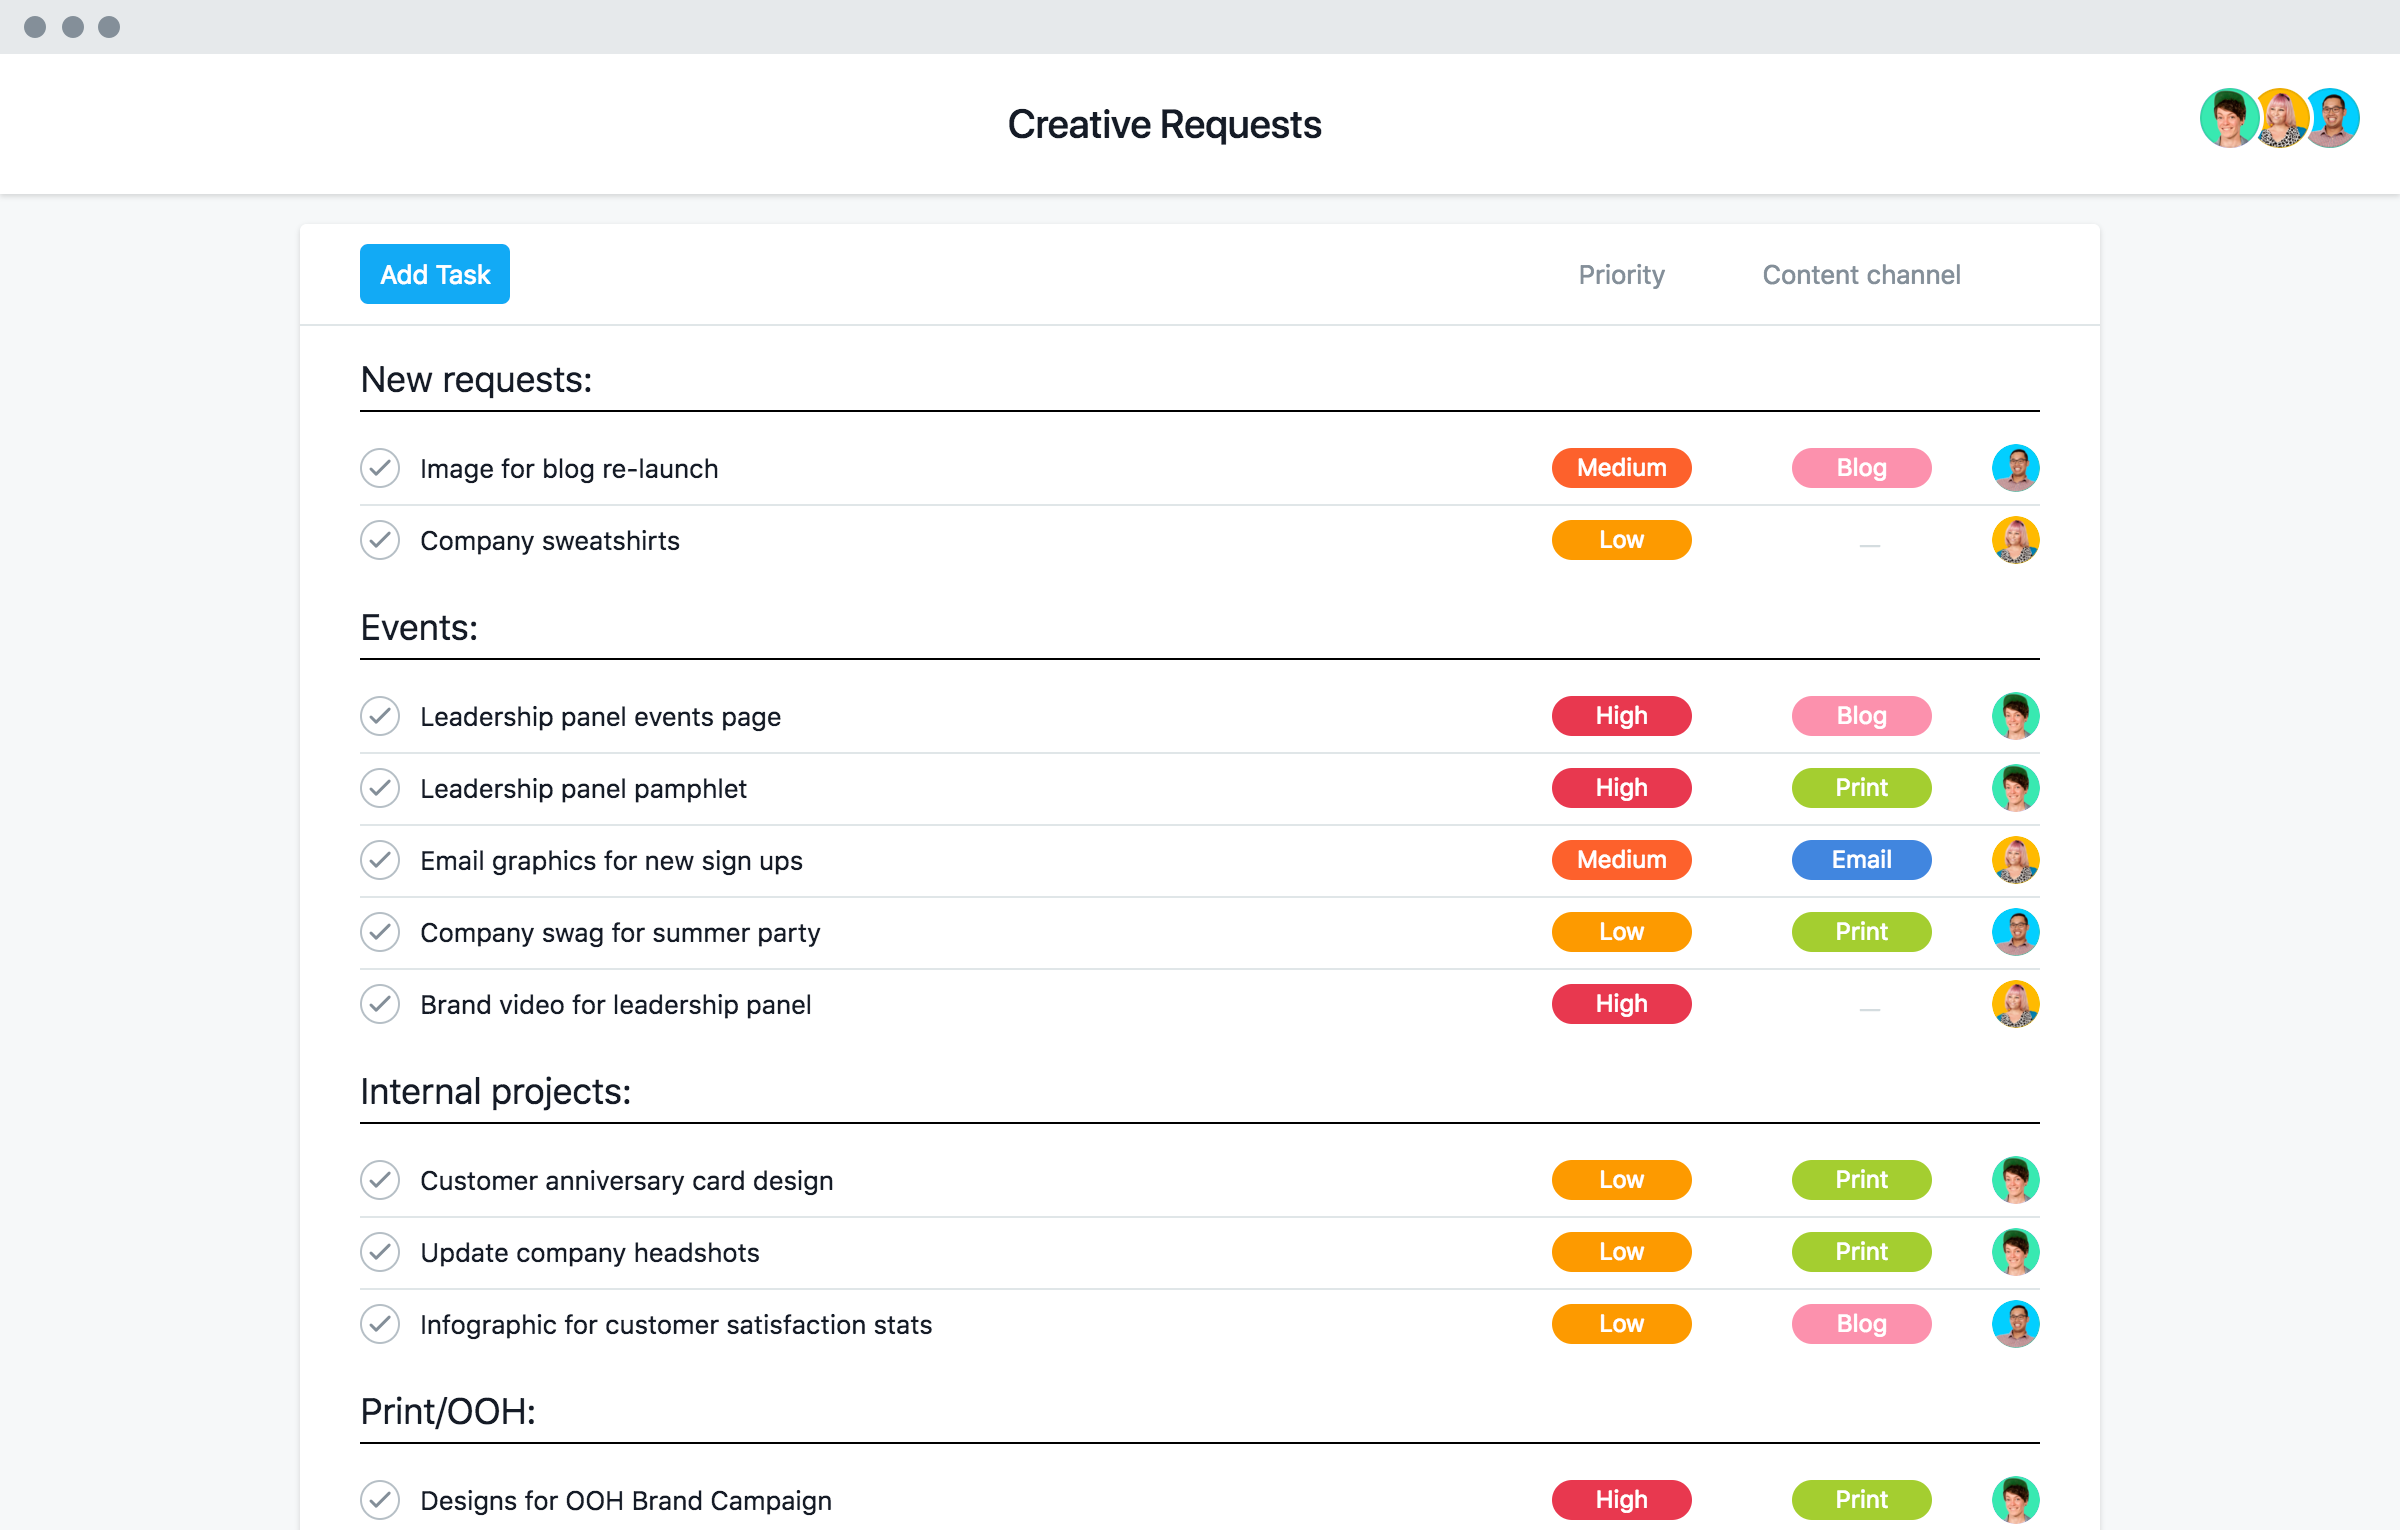 Creative Requests
Add Task Priority Content channel
New requests:
Image for blog re-launch Medium Blog
Company sweatshirts Low —
Events:
Leadership panel events page High Blog
Leadership panel pamphlet High Print
Email graphics for new sign ups Medium Email
Company swag for summer party Low Print
Brand video for leadership panel High —
Internal projects:
Customer anniversary card design Low Print
Update company headshots Low Print
Infographic for customer satisfaction stats Low Blog
Print/OOH:
Designs for OOH Brand Campaign High Print